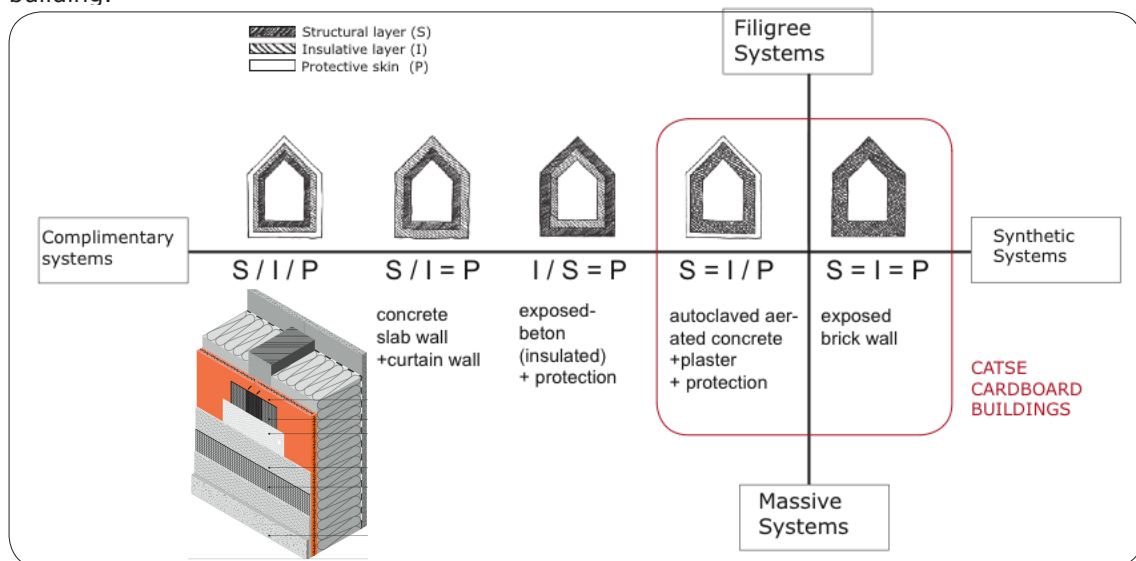 building.
Structural layer (S)
Insulative layer (I)
Protective skin (P)
Filigree
Systems
Complimentary
systems
Synthetic
Systems
S / I / P
S / I = P
I / S = P
S = I / P
S = I = P
concrete
slab wall
+curtain wall
exposed-
beton
(insulated)
+ protection
autoclaved aer-
ated concrete
+plaster
+ protection
exposed
brick wall
CATSE
CARDBOARD
BUILDINGS
Massive
Systems